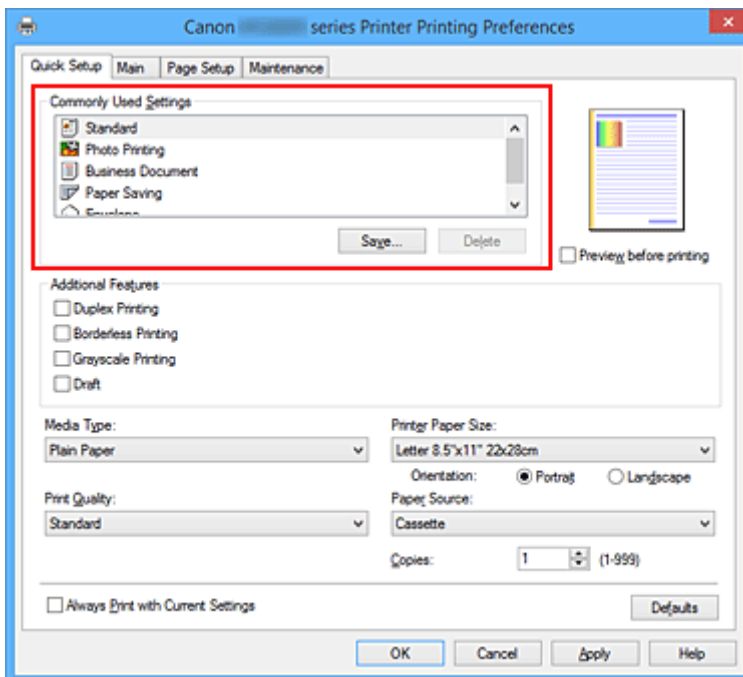 Canon series Printer Printing Preferences
Quick Setup Main Page Setup Maintenance
Commonly Used Settings
Standard
Photo Printing
Business Document
Paper Saving
Envelope
Save... Delete
Preview before printing
Additional Features
Duplex Printing
Borderless Printing
Grayscale Printing
Draft
Media Type: Printer Paper Size:
Plain Paper Letter 8.5"x11" 22x28cm
Orientation: Portrait Landscape
Print Quality: Paper Source:
Standard Cassette
Copies: 1 (1-999)
Always Print with Current Settings Defaults
OK Cancel Apply Help